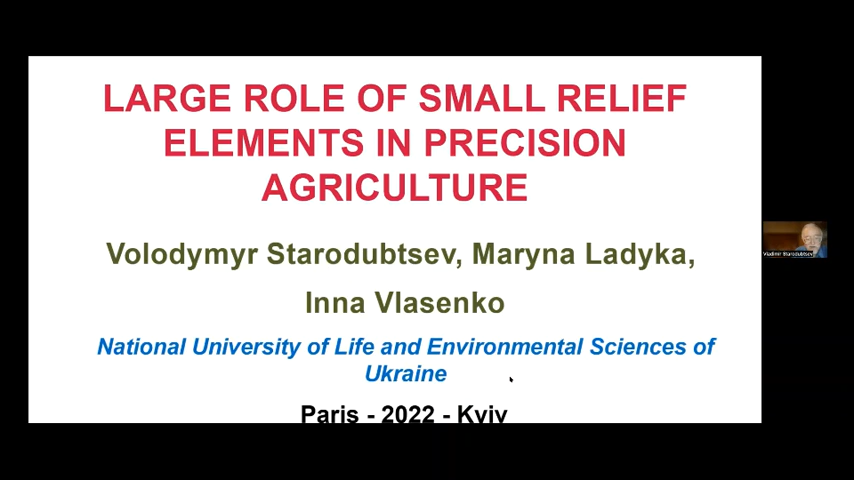 LARGE ROLE OF SMALL RELIEF
ELEMENTS IN PRECISION
AGRICULTURE
Volodymyr Starodubtsev, Maryna Ladyka,
Inna Vlasenko
National University of Life and Environmental Sciences of
Ukraine
Paris - 2022 - Kyiv
Vladimir Starodubtsev